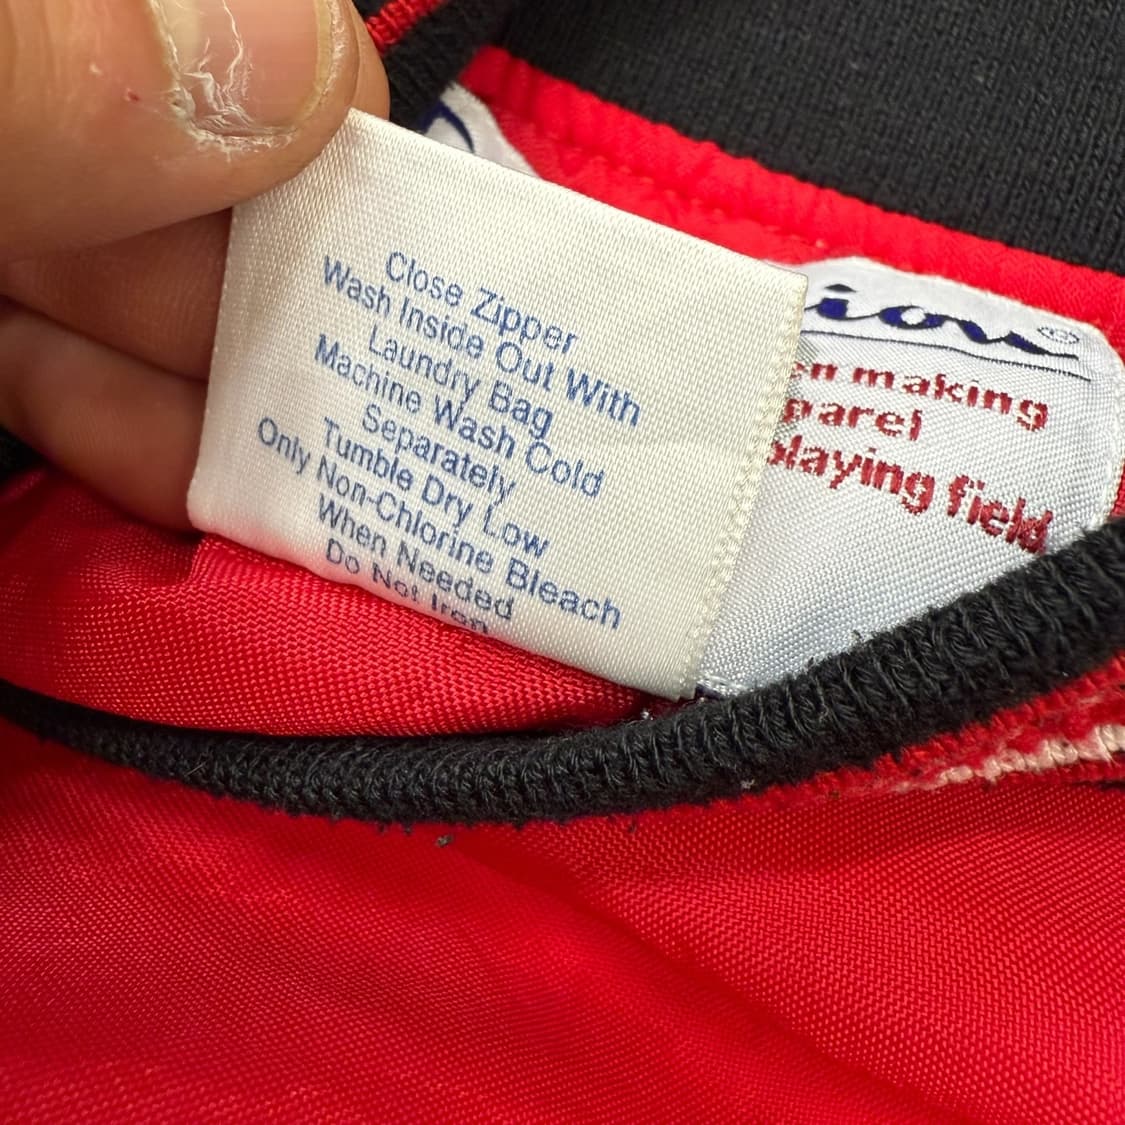 Close Zipper
Wash Inside Out With
Laundry Bag
Machine Wash Cold
Separately
Tumble Dry Low
Only Non-Chlorine Bleach
When Needed
Do Not Iron
making
playing field